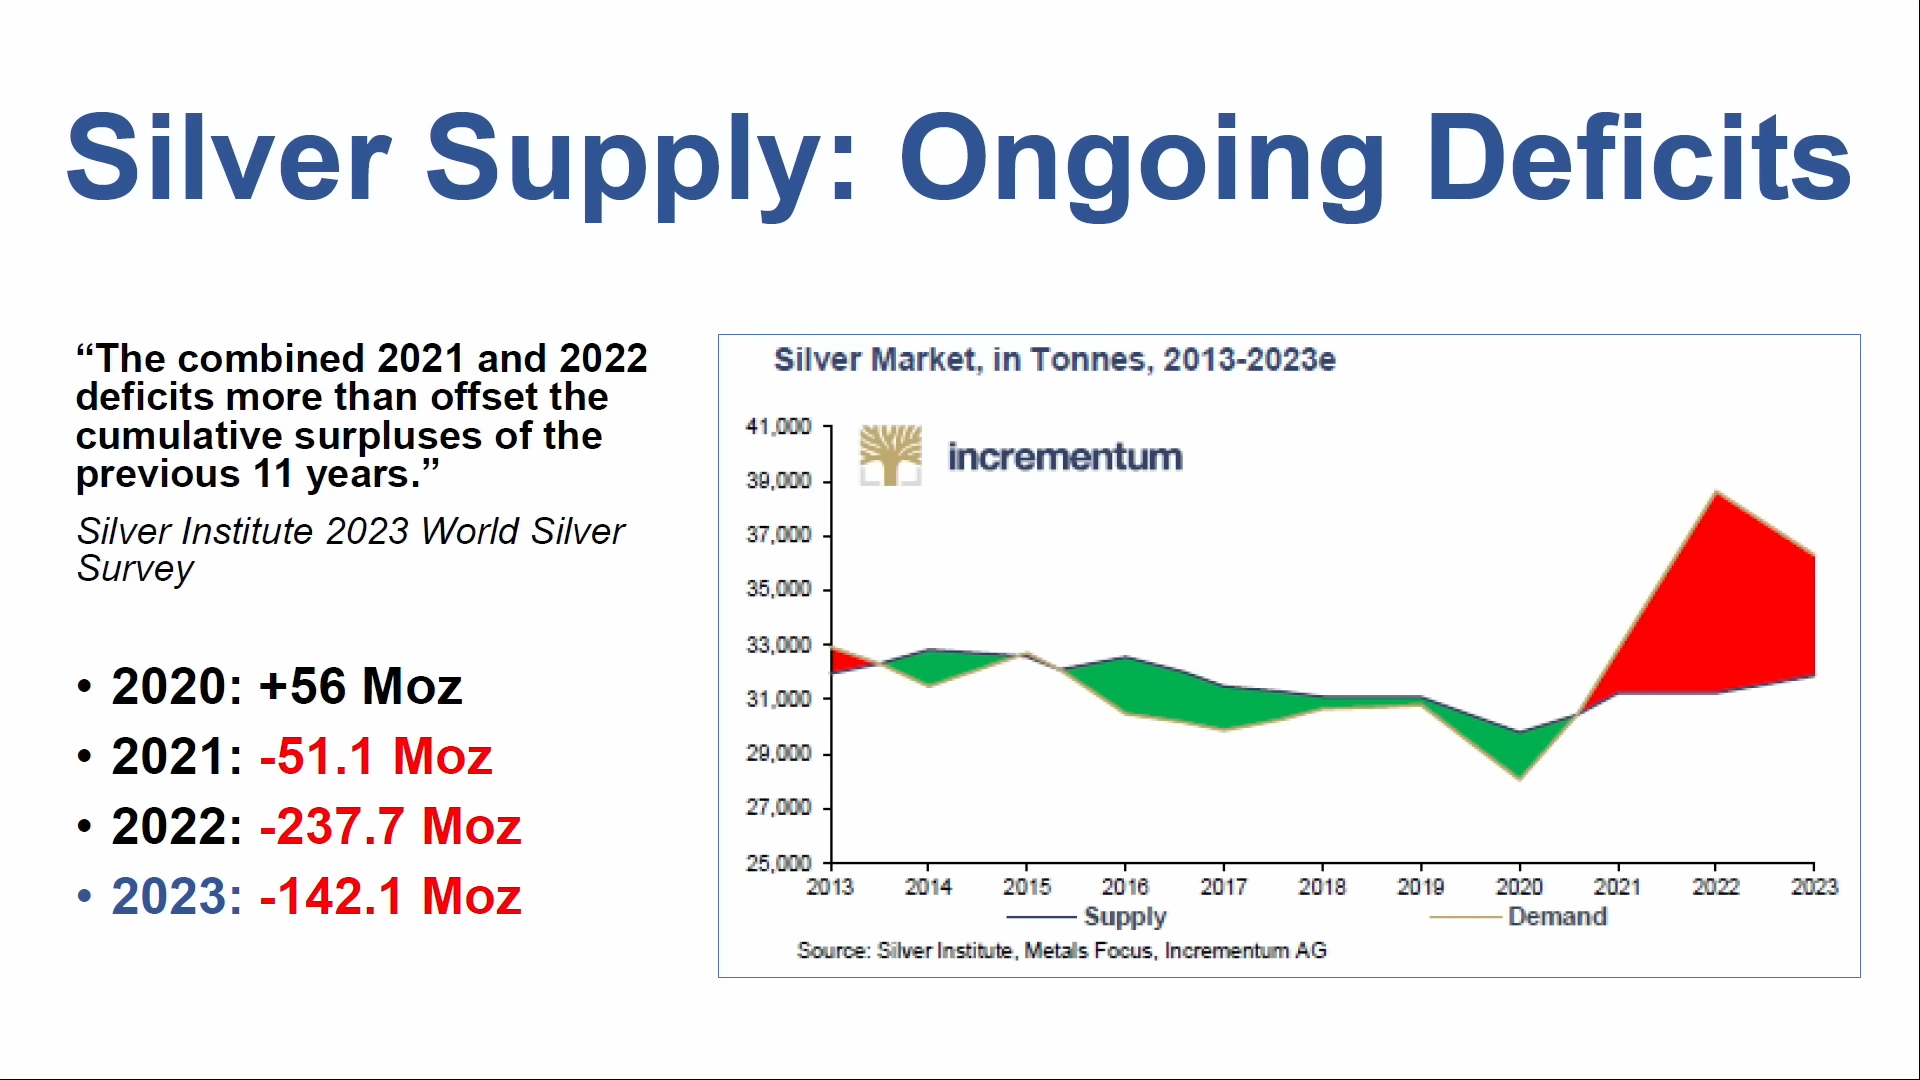 Silver Supply: Ongoing Deficits
“The combined 2021 and 2022
deficits more than offset the
cumulative surpluses of the
previous 11 years.”
Silver Institute 2023 World Silver
Survey
• 2020: +56 Moz
• 2021: -51.1 Moz
• 2022: -237.7 Moz
• 2023: -142.1 Moz
Silver Market, in Tonnes, 2013-2023e
incrementum
41,000
39,000
37,000
35,000
33,000
31,000
29,000
27,000
25,000
2013 2014 2015 2016 2017 2018 2019 2020 2021 2022 2023
Supply Demand
Source: Silver Institute, Metals Focus, Incrementum AG